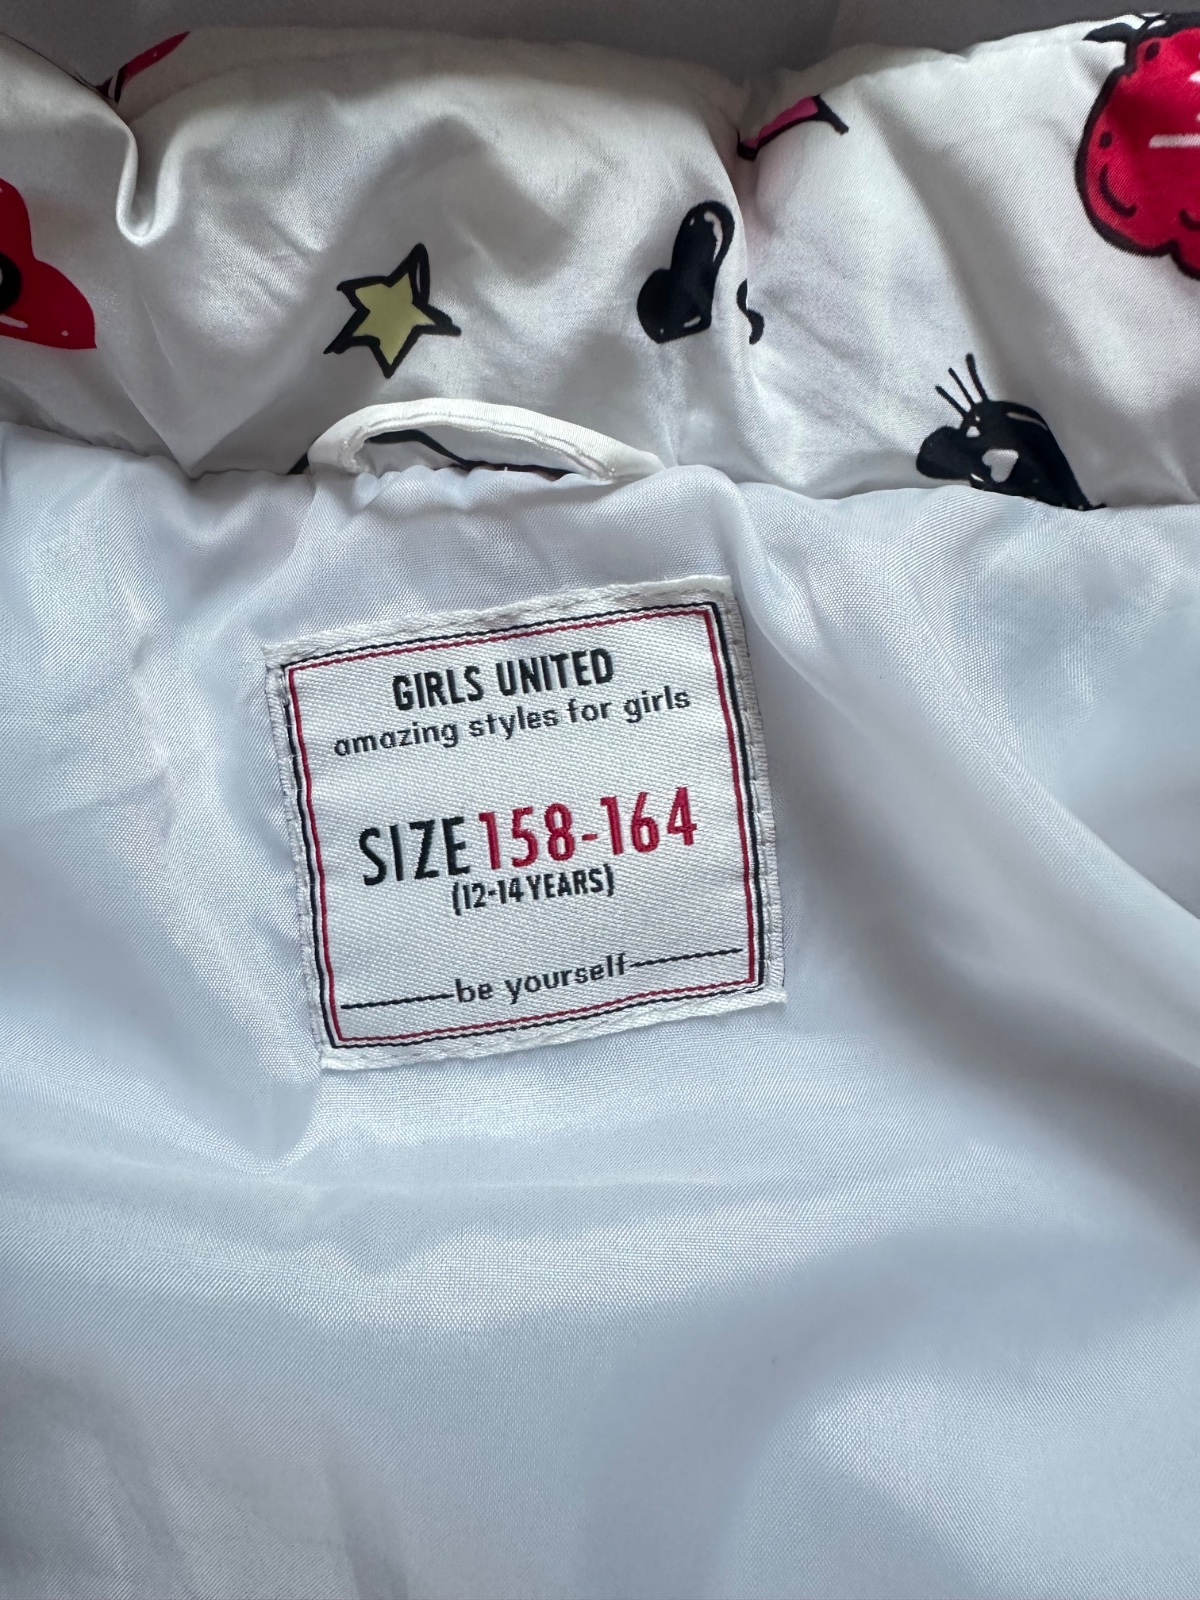 GIRLS UNITED
amazing styles for girls
SIZE 158-164
(12-14 YEARS)
be yourself